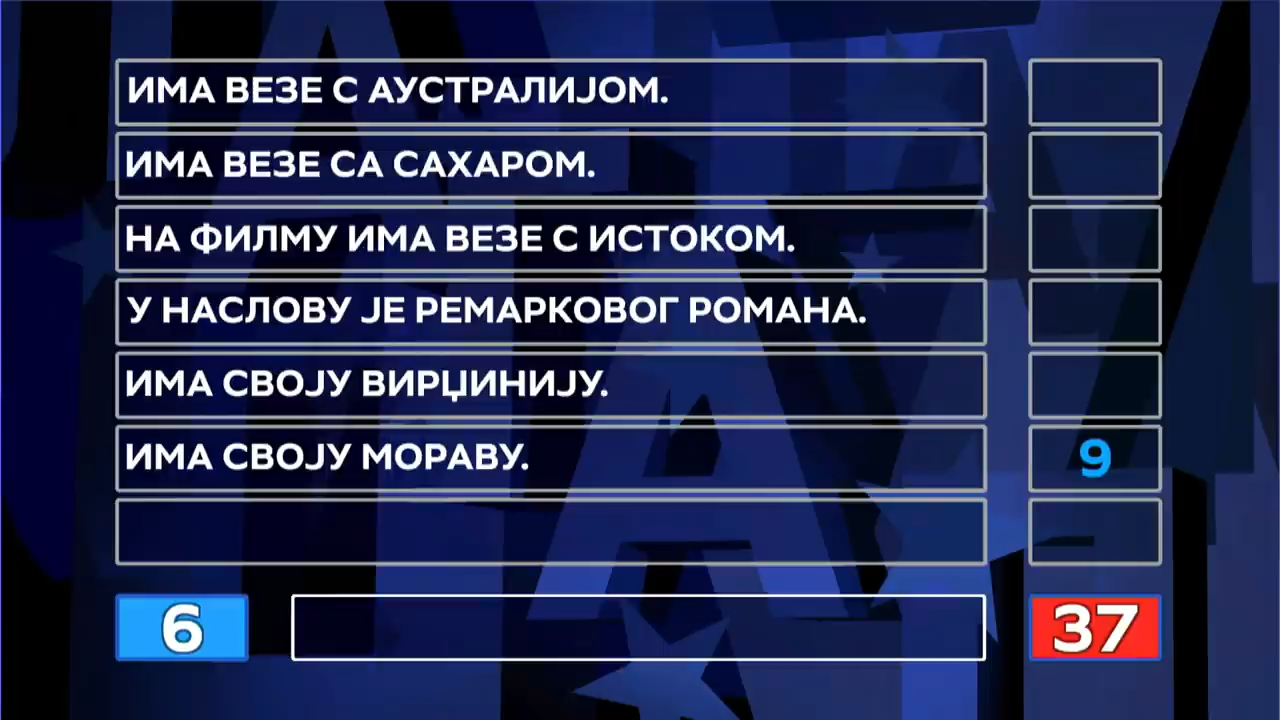 ИМА ВЕЗЕ С АУСТРАЛИЈОМ.
ИМА ВЕЗЕ СА САХАРОМ.
НА ФИЛМУ ИМА ВЕЗЕ С ИСТОКОМ.
У НАСЛОВУ ЈЕ РЕМАРКОВОГ РОМАНА.
ИМА СВОЈУ ВИРЏИНИЈУ.
ИМА СВОЈУ МОРАВУ. 9
6 37